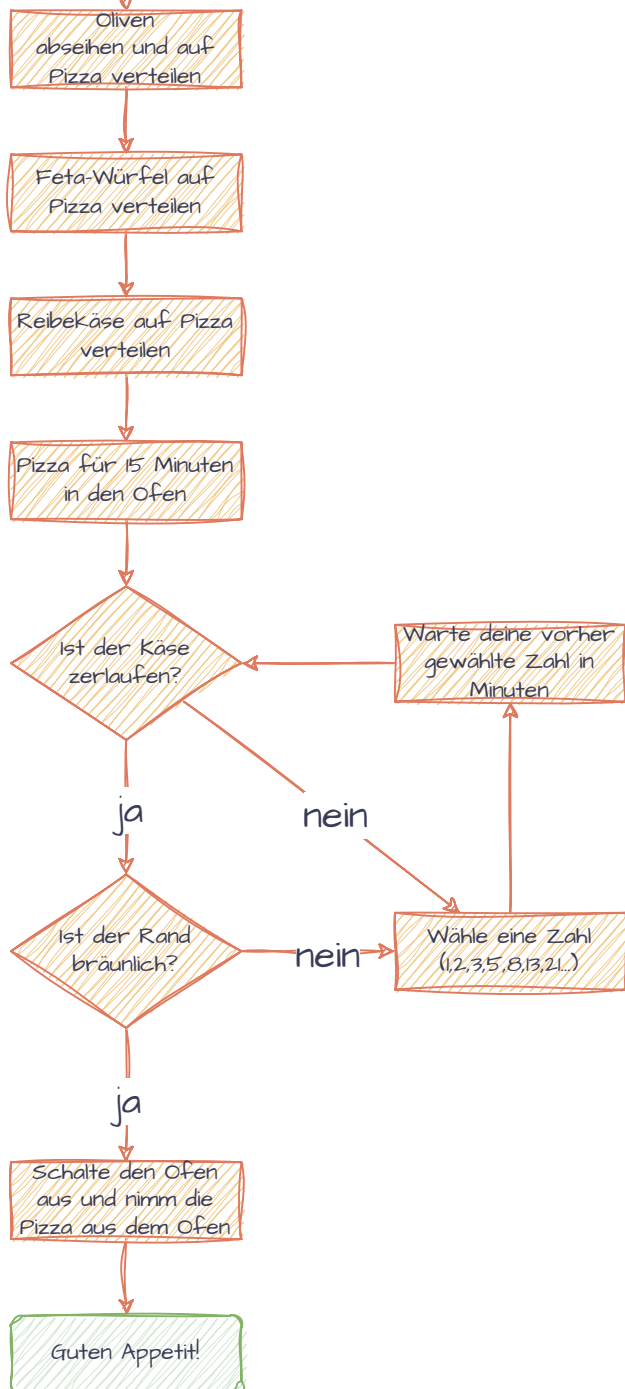 Oliven
abseihen und auf
Pizza verteilen
Feta-Würfel auf
Pizza verteilen
Reibekäse auf Pizza
verteilen
Pizza für 15 Minuten
in den Ofen
Ist der Käse
zerlaufen?
Warte deine vorher
gewählte Zahl in
Minuten
ja
nein
Ist der Rand
bräunlich?
nein
Wähle eine Zahl
(1,2,3,5,8,13,21...)
ja
Schalte den Ofen
aus und nimm die
Pizza aus dem Ofen
Guten Appetit!